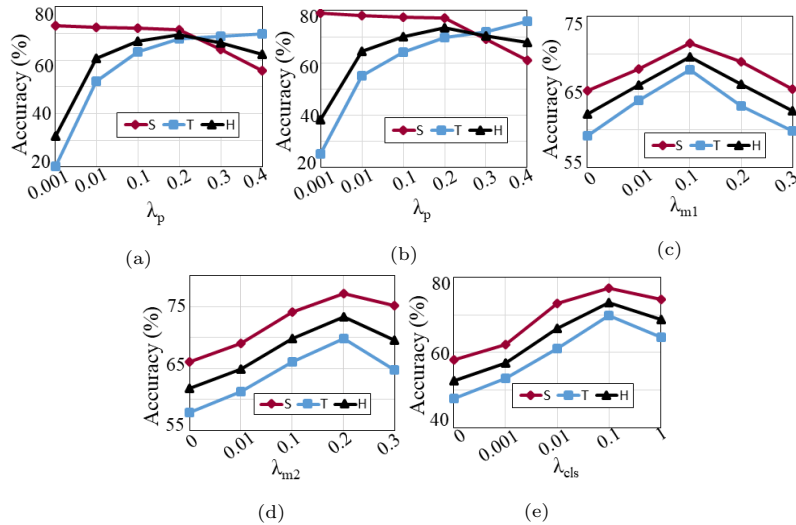 80
60
40
20
Accuracy (%)
S T H
0.001 0.01 0.1 0.2 0.3 0.4
λp
(a)
80
60
40
20
Accuracy (%)
S T H
0.001 0.01 0.1 0.2 0.3 0.4
λp
(b)
75
65
55
Accuracy (%)
S T H
0 0.01 0.1 0.2 0.3
λm1
(c)
75
65
55
Accuracy (%)
S T H
0 0.01 0.1 0.2 0.3
λm2
(d)
80
60
40
Accuracy (%)
S T H
0 0.001 0.01 0.1 1
λcls
(e)